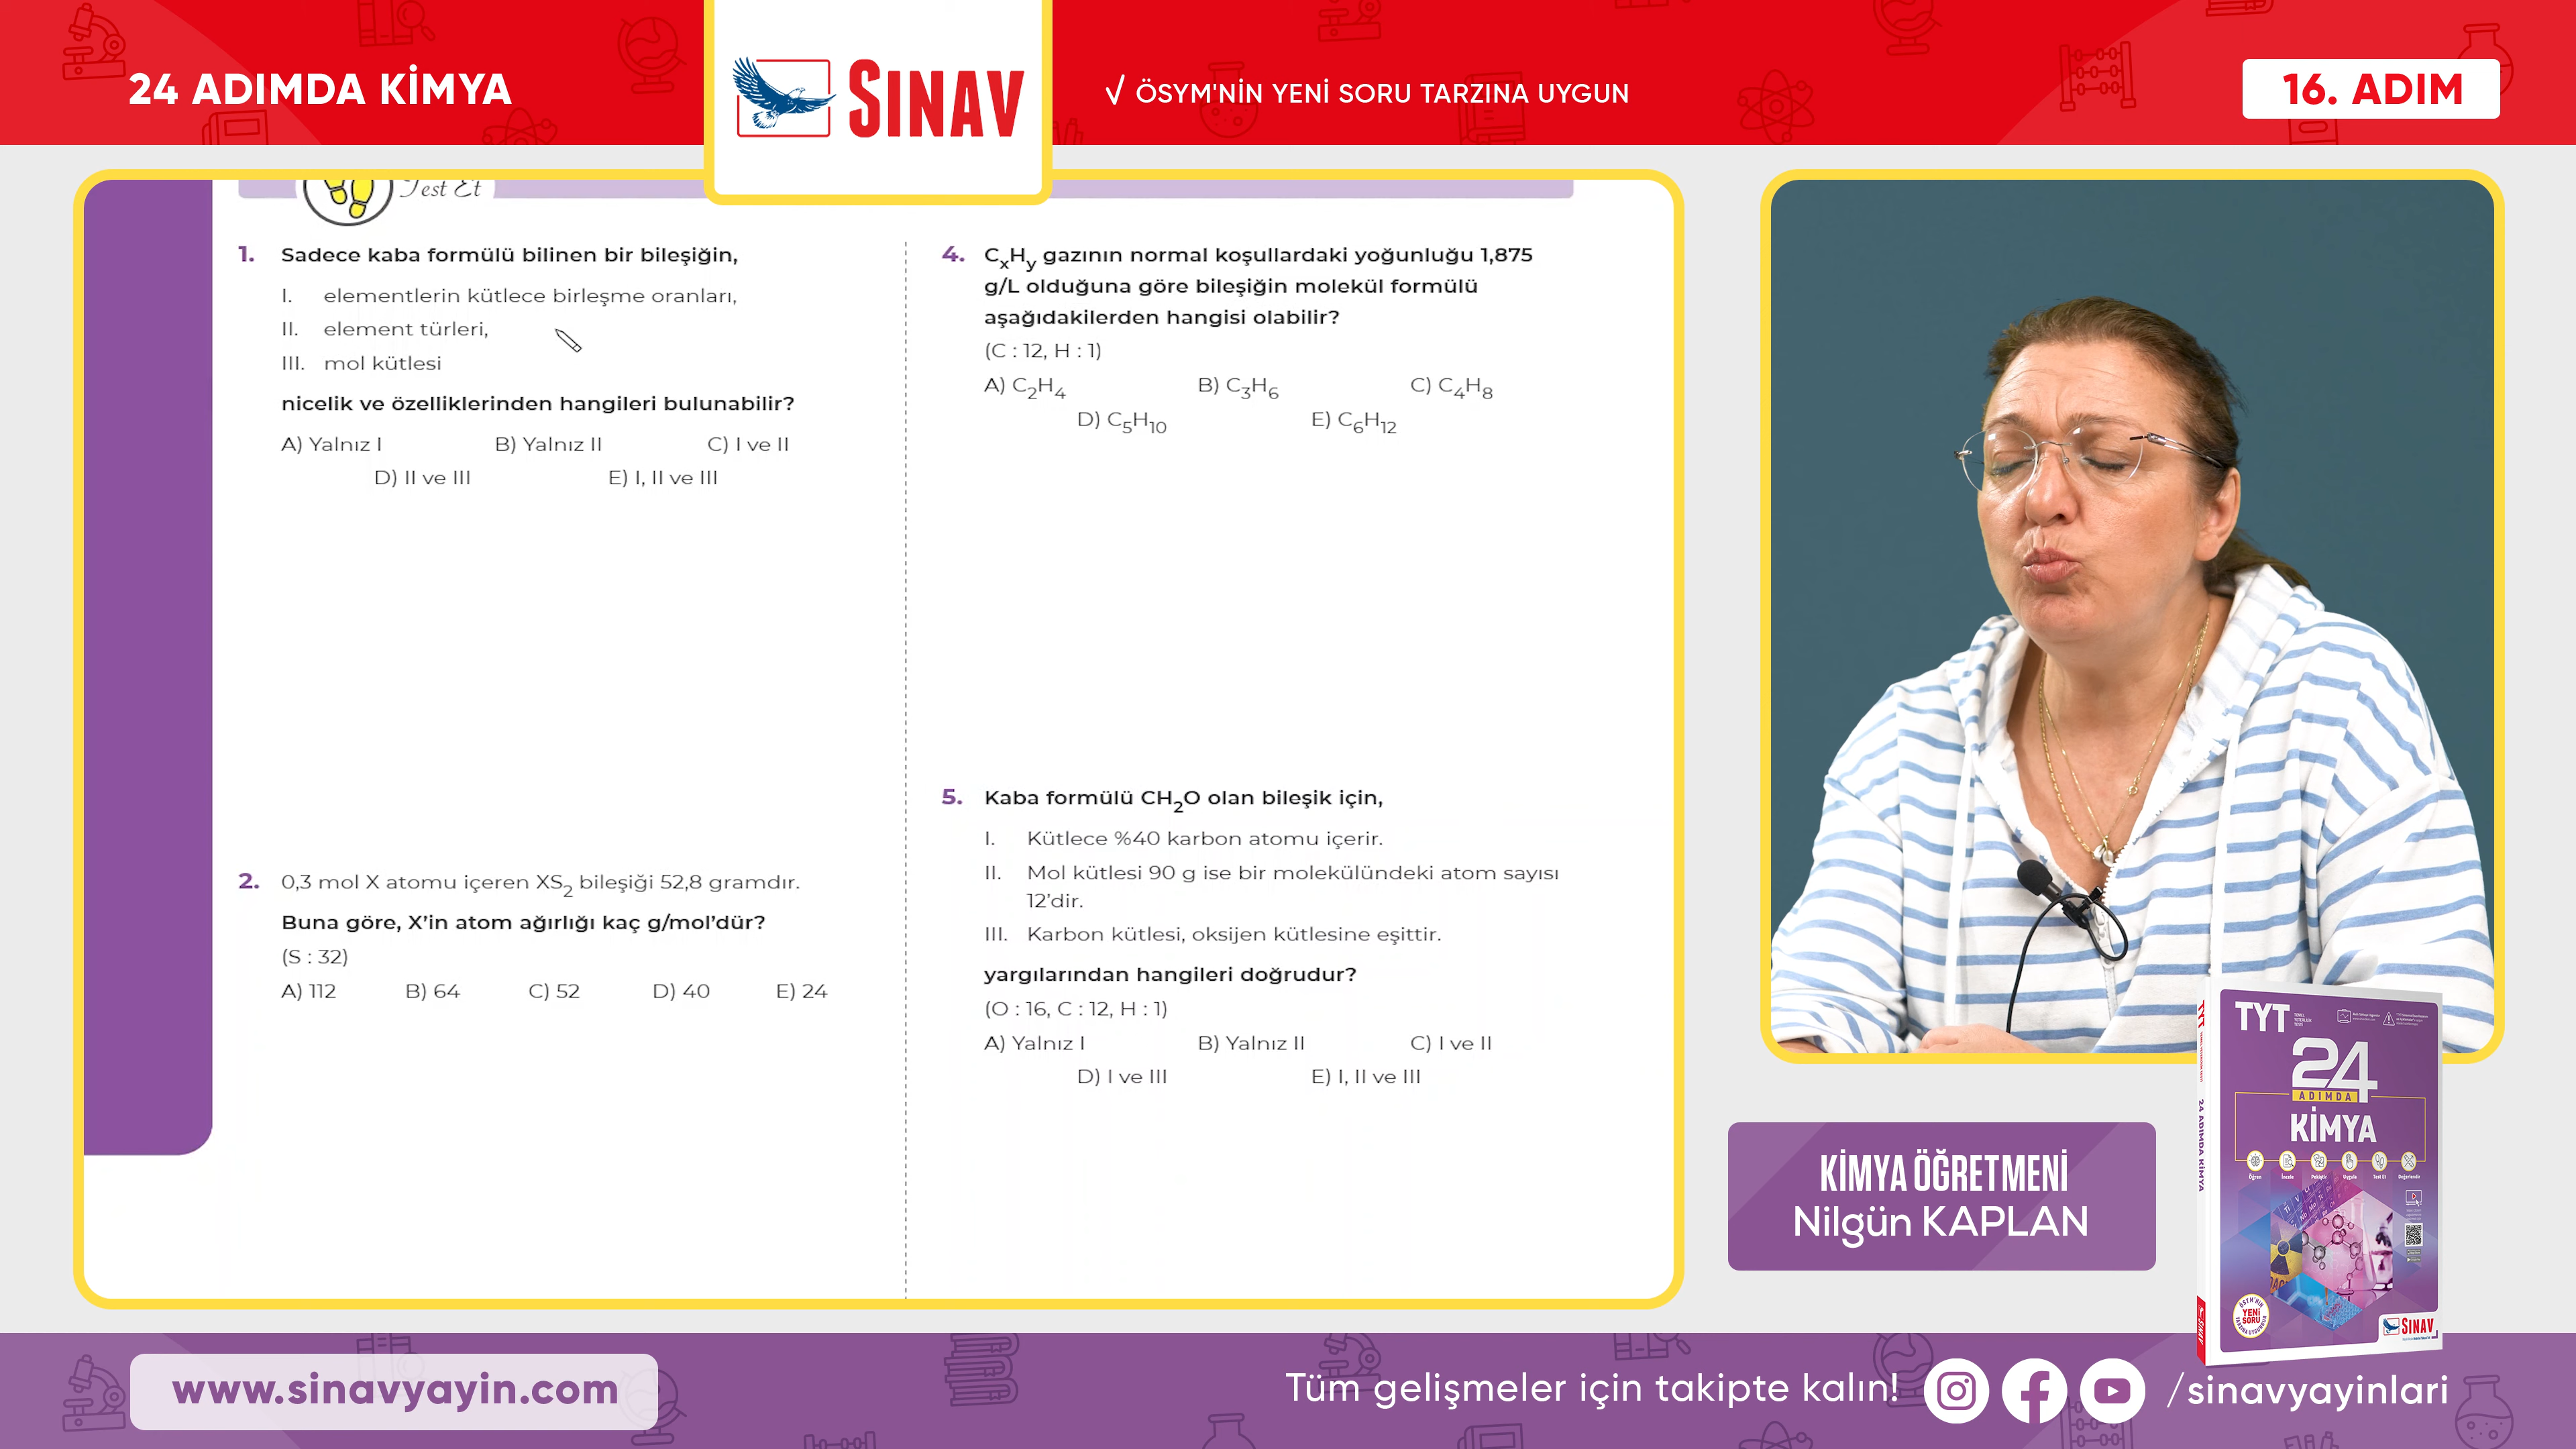 24 ADIMDA KİMYA
SINAV
√ ÖSYM'NİN YENİ SORU TARZINA UYGUN
16. ADIM
Test Et
1. Sadece kaba formülü bilinen bir bileşiğin,
I. elementlerin kütlece birleşme oranları,
II. element türleri,
III. mol kütlesi
nicelik ve özelliklerinden hangileri bulunabilir?
A) Yalnız I B) Yalnız II C) I ve II
D) II ve III E) I, II ve III
2. 0,3 mol X atomu içeren XS₂ bileşiği 52,8 gramdır.
Buna göre, X'in atom ağırlığı kaç g/mol'dür?
(S : 32)
A) 112 B) 64 C) 52 D) 40 E) 24
4. CₓHᵧ gazının normal koşullardaki yoğunluğu 1,875
g/L olduğuna göre bileşiğin molekül formülü
aşağıdakilerden hangisi olabilir?
(C : 12, H : 1)
A) C₂H₄ B) C₃H₆ C) C₄H₈
D) C₅H₁₀ E) C₆H₁₂
5. Kaba formülü CH₂O olan bileşik için,
I. Kütlece %40 karbon atomu içerir.
II. Mol kütlesi 90 g ise bir molekülündeki atom sayısı
12'dir.
III. Karbon kütlesi, oksijen kütlesine eşittir.
yargılarından hangileri doğrudur?
(O : 16, C : 12, H : 1)
A) Yalnız I B) Yalnız II C) I ve II
D) I ve III E) I, II ve III
KİMYA ÖĞRETMENİ
Nilgün KAPLAN
TYT
24
ADIMDA
KİMYA
24 ADIMDA KİMYA
YENİ
SORU
SINAV
www.sinavyayin.com
Tüm gelişmeler için takipte kalın!
/sinavyayinlari